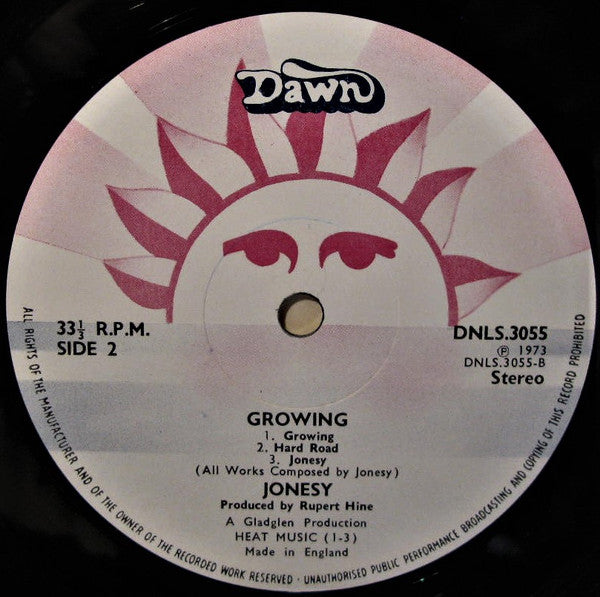 Dawn
33⅓ R.P.M.
SIDE 2
DNLS.3055
Ⓟ 1973
DNLS.3055-B
Stereo
GROWING
1. Growing
2. Hard Road
3. Jonesy
(All Works Composed by Jonesy)
JONESY
Produced by Rupert Hine
A Gladglen Production
HEAT MUSIC (1-3)
Made in England
ALL RIGHTS OF THE MANUFACTURER AND OF THE OWNER OF THE RECORDED WORK RESERVED · UNAUTHORISED PUBLIC PERFORMANCE BROADCASTING AND COPYING OF THIS RECORD PROHIBITED